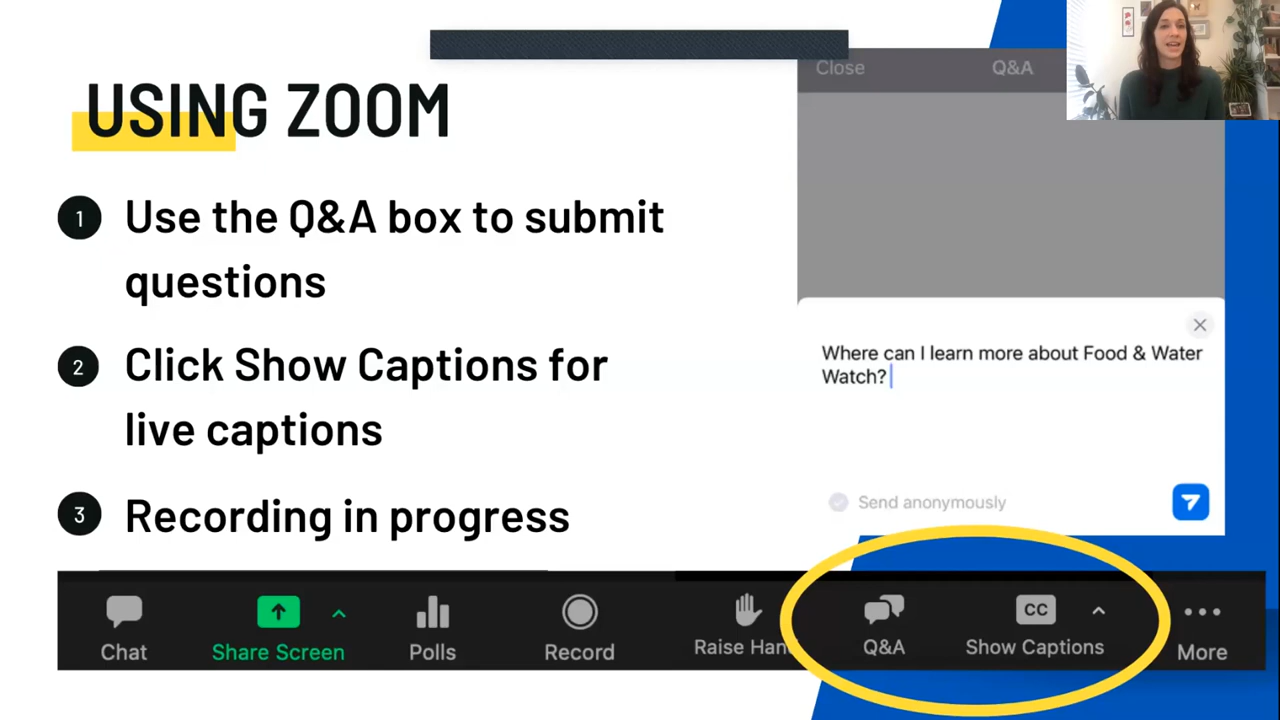 Close Q&A
USING ZOOM
1 Use the Q&A box to submit
questions
2 Click Show Captions for
live captions
3 Recording in progress
Where can I learn more about Food & Water
Watch?
Send anonymously
Chat Share Screen Polls Record Raise Han Q&A CC Show Captions More